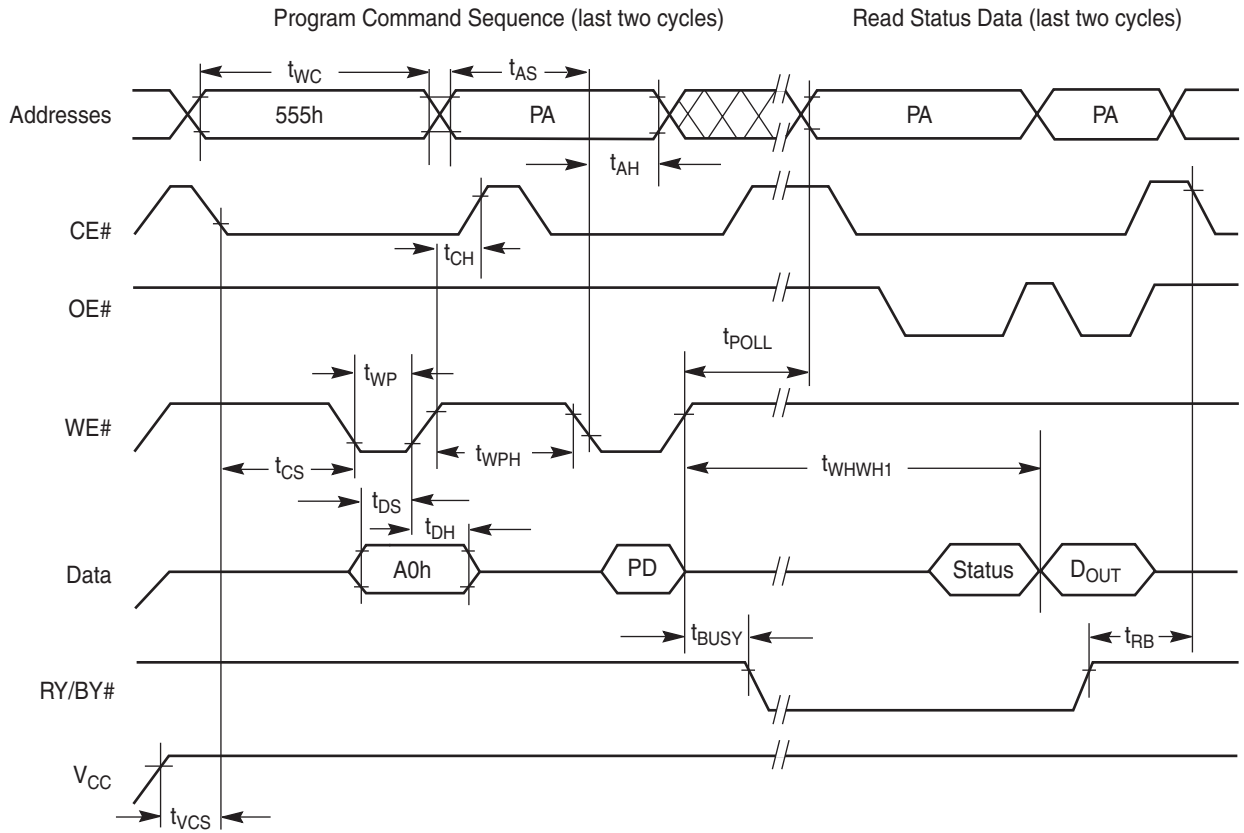 Program Command Sequence (last two cycles)
Read Status Data (last two cycles)
tWC
tAS
Addresses
555h
PA
PA
PA
tAH
CE#
tCH
OE#
tPOLL
tWP
WE#
tCS
tWPH
tWHWH1
tDS
tDH
Data
A0h
PD
Status
DOUT
tBUSY
tRB
RY/BY#
VCC
tVCS